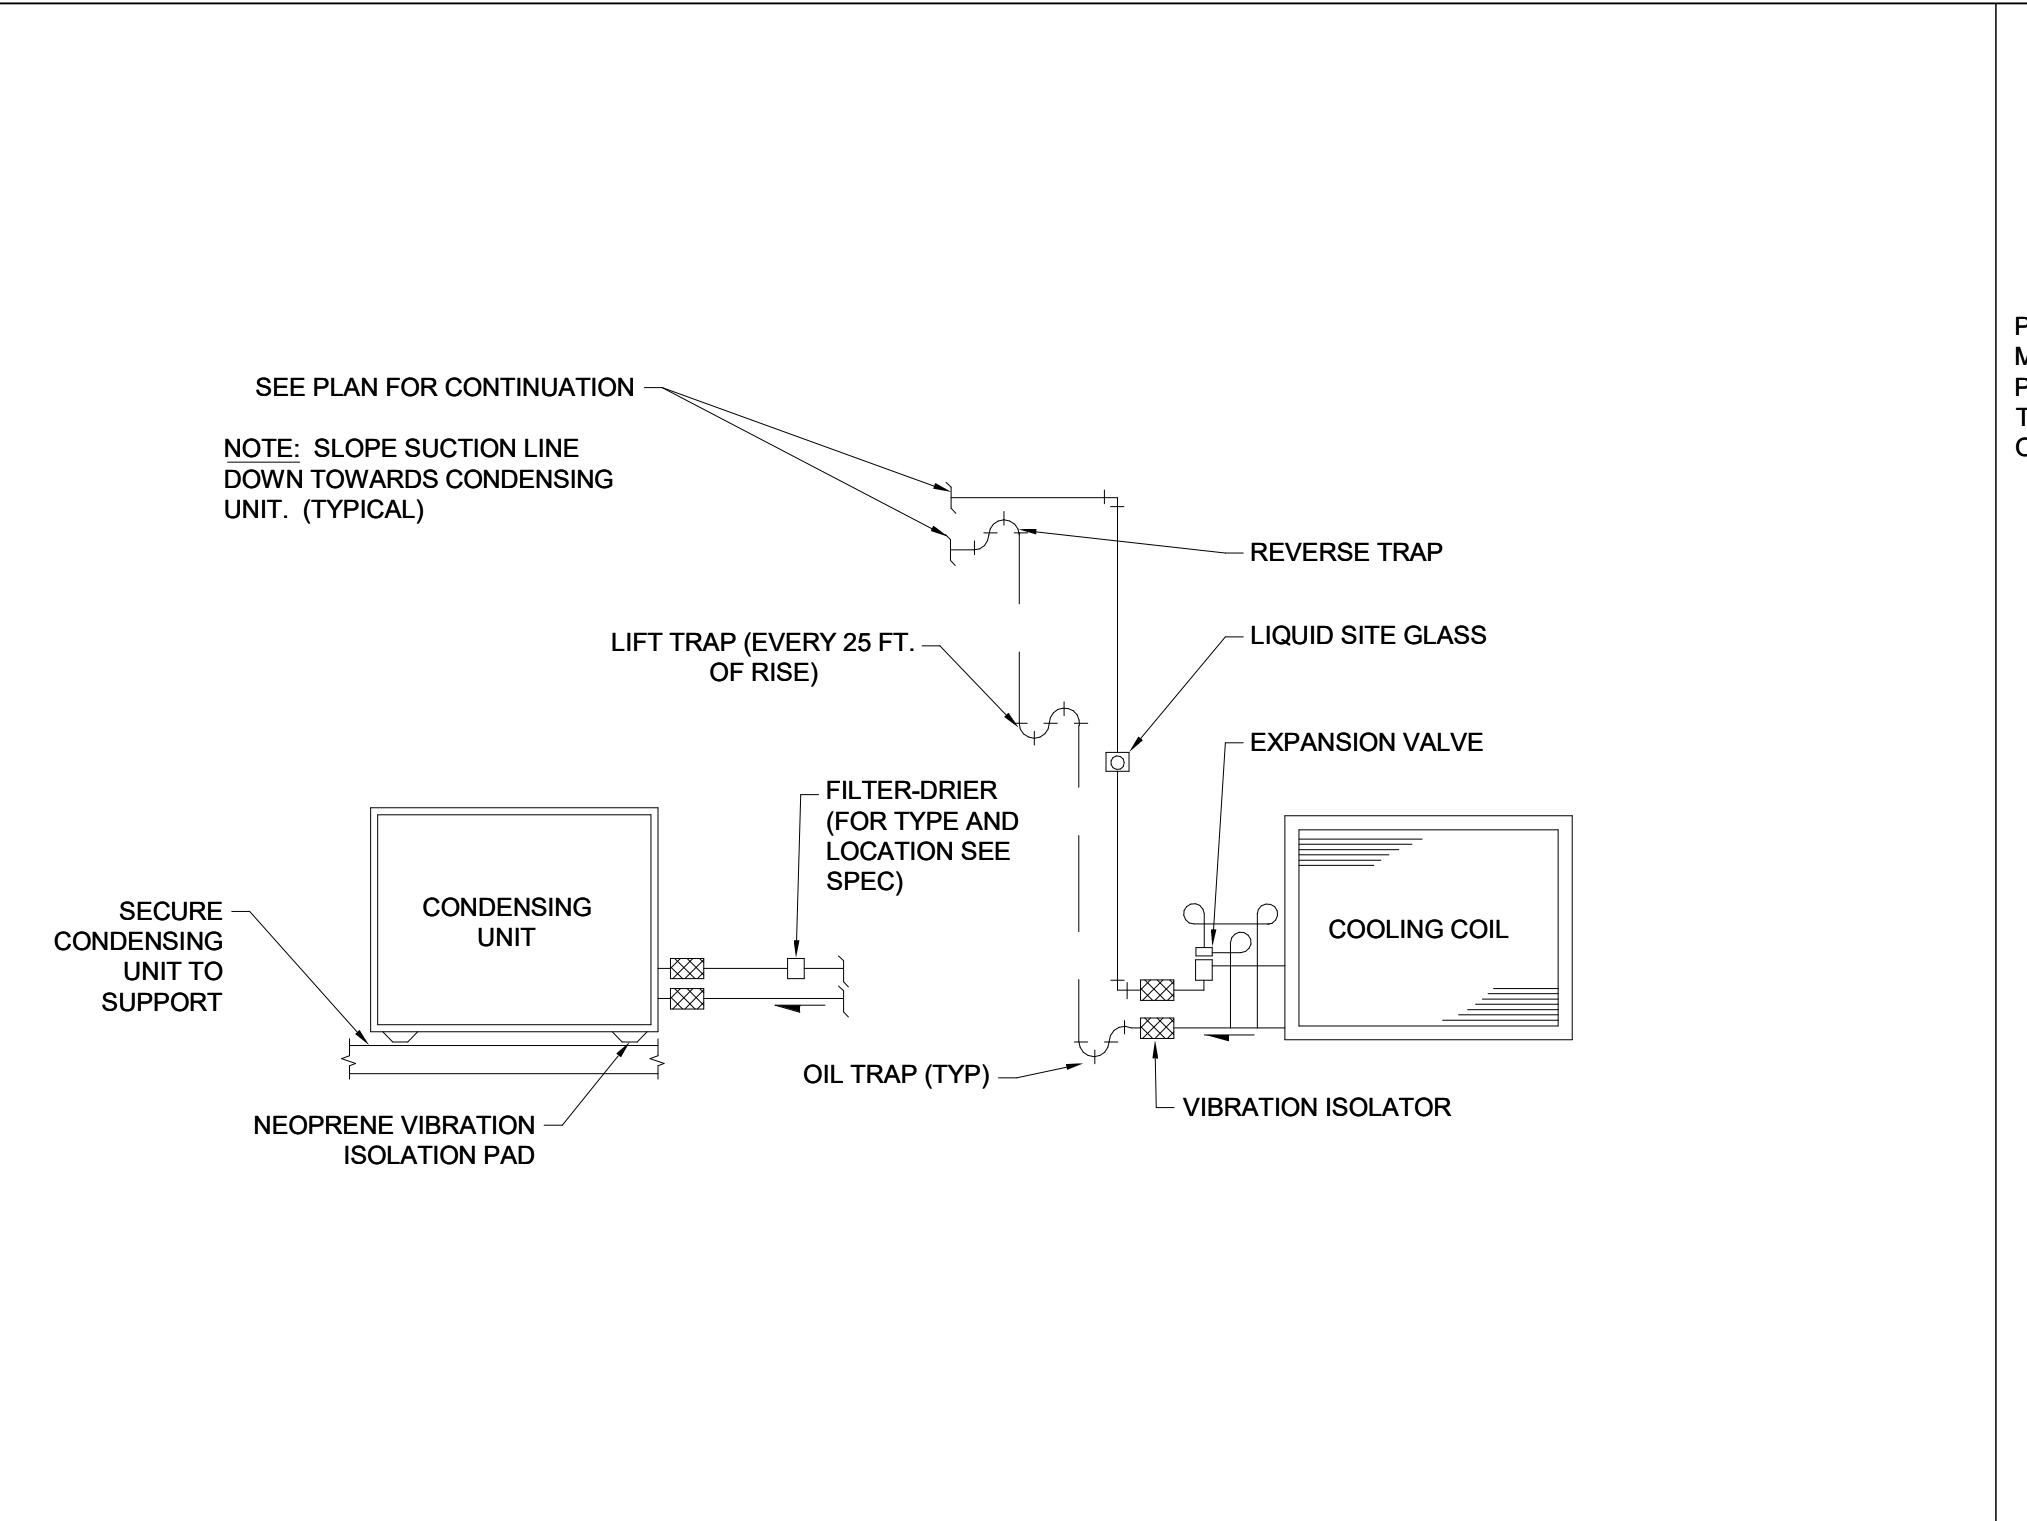 SEE PLAN FOR CONTINUATION
NOTE: SLOPE SUCTION LINE
DOWN TOWARDS CONDENSING
UNIT. (TYPICAL)
REVERSE TRAP
LIFT TRAP (EVERY 25 FT.
OF RISE)
LIQUID SITE GLASS
EXPANSION VALVE
FILTER-DRIER
(FOR TYPE AND
LOCATION SEE
SPEC)
SECURE
CONDENSING
UNIT TO
SUPPORT
CONDENSING
UNIT
COOLING COIL
OIL TRAP (TYP)
VIBRATION ISOLATOR
NEOPRENE VIBRATION
ISOLATION PAD